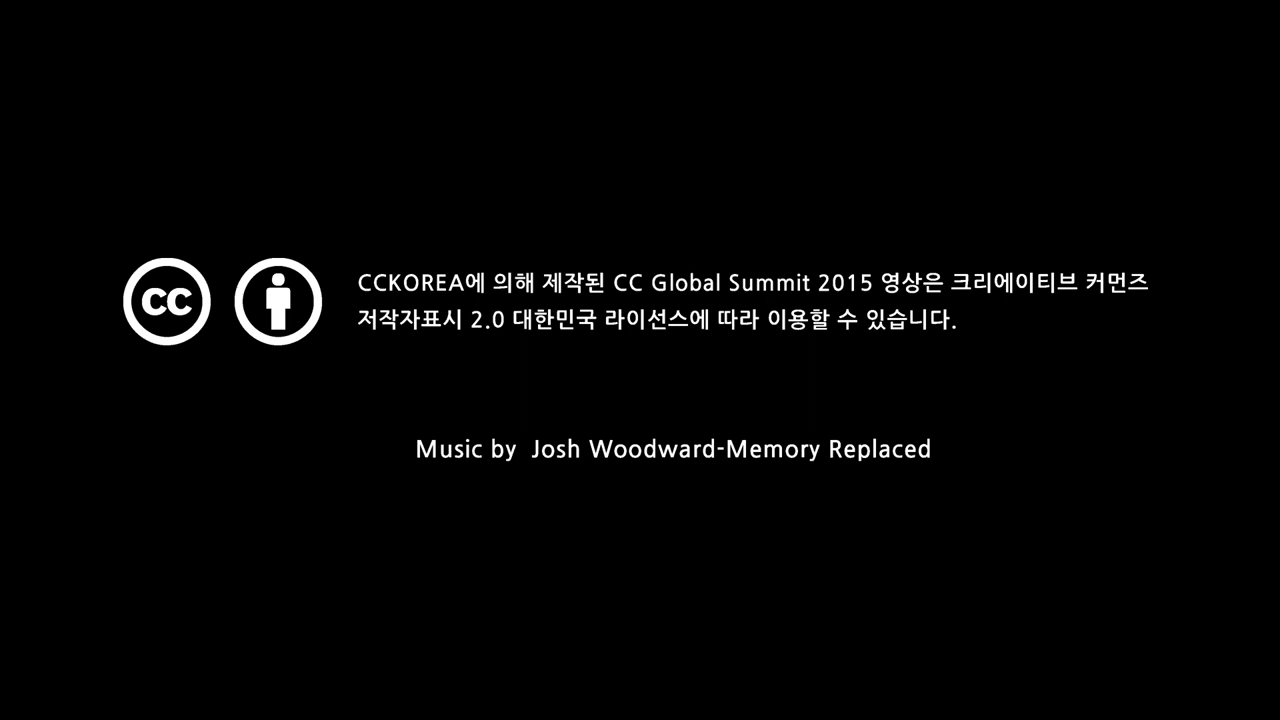 cc
CCKOREA에 의해 제작된 CC Global Summit 2015 영상은 크리에이티브 커먼즈
저작자표시 2.0 대한민국 라이선스에 따라 이용할 수 있습니다.
Music by Josh Woodward-Memory Replaced